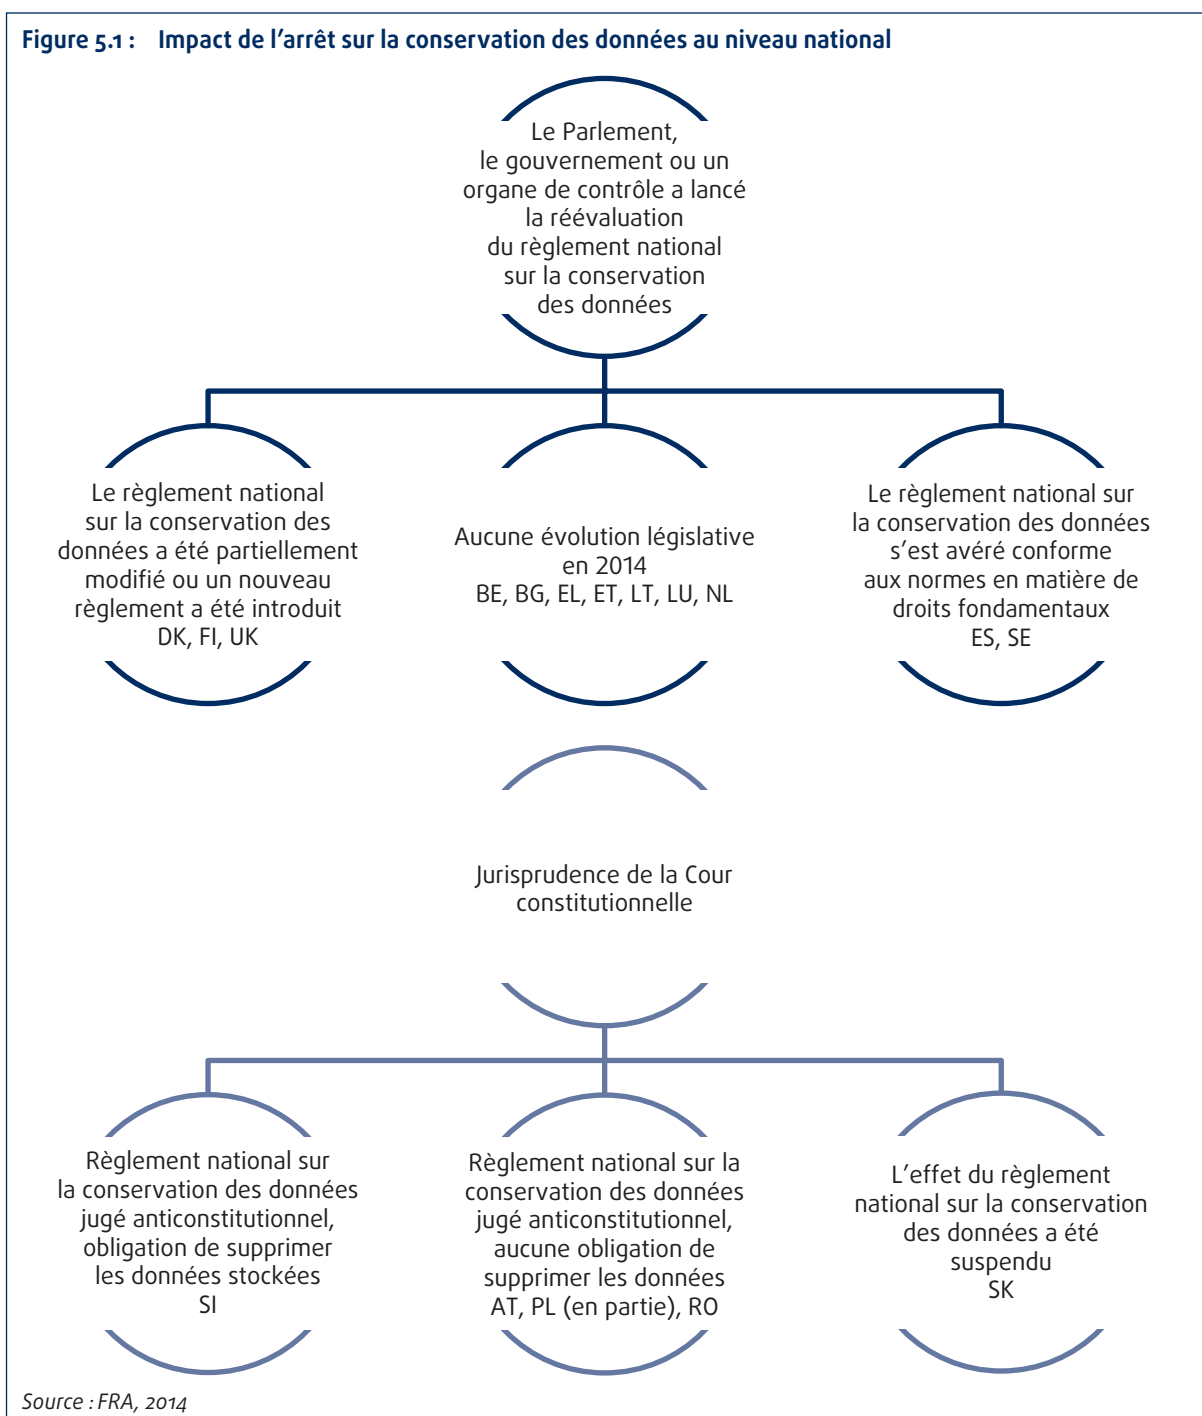 Figure 5.1 : Impact de l’arrêt sur la conservation des données au niveau national
Le Parlement,
le gouvernement ou un
organe de contrôle a lancé
la réévaluation
du règlement national
sur la conservation
des données
Le règlement national
sur la conservation des
données a été partiellement
modifié ou un nouveau
règlement a été introduit
DK, FI, UK
Aucune évolution législative
en 2014
BE, BG, EL, ET, LT, LU, NL
Le règlement national sur
la conservation des données
s’est avéré conforme
aux normes en matière de
droits fondamentaux
ES, SE
Jurisprudence de la Cour
constitutionnelle
Règlement national sur
la conservation des données
jugé anticonstitutionnel,
obligation de supprimer
les données stockées
SI
Règlement national sur la
conservation des données
jugé anticonstitutionnel,
aucune obligation de
supprimer les données
AT, PL (en partie), RO
L’effet du règlement
national sur la conservation
des données a été
suspendu
SK
Source : FRA, 2014